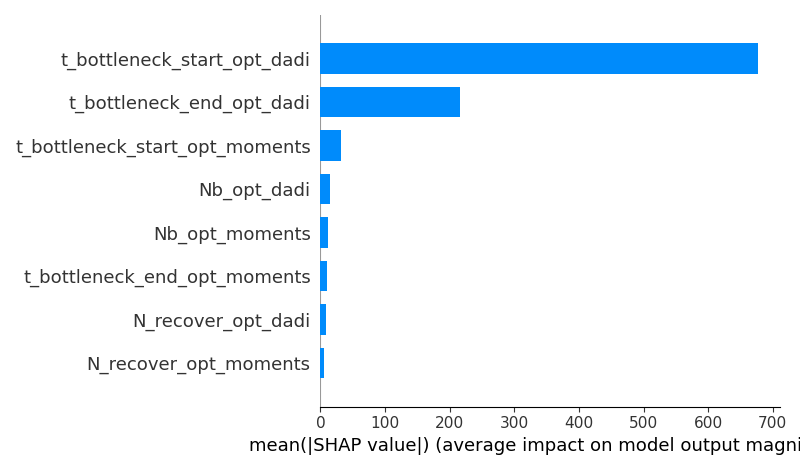 t_bottleneck_start_opt_dadi
t_bottleneck_end_opt_dadi
t_bottleneck_start_opt_moments
Nb_opt_dadi
Nb_opt_moments
t_bottleneck_end_opt_moments
N_recover_opt_dadi
N_recover_opt_moments
0 100 200 300 400 500 600 700
mean(|SHAP value|) (average impact on model output magni